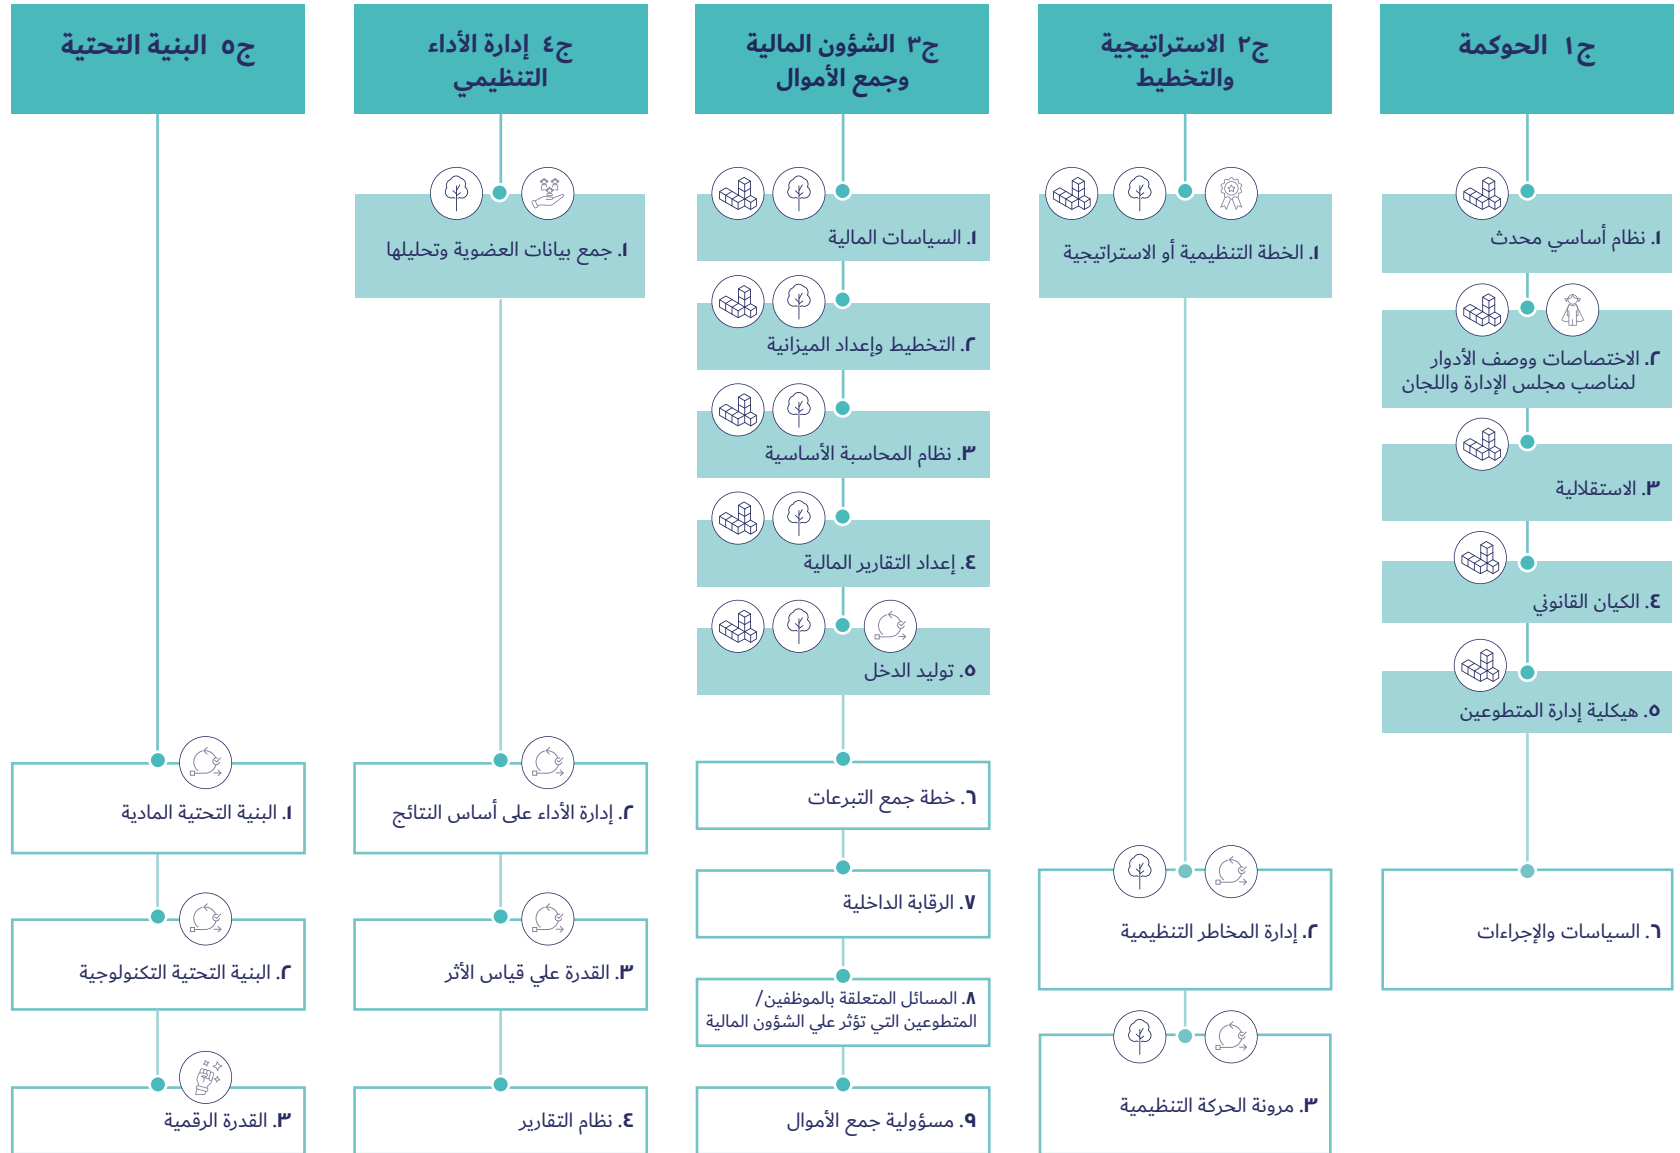 ج١ الحوكمة
١. نظام أساسي محدث
٢. الاختصاصات ووصف الأدوار
لمناصب مجلس الإدارة واللجان
٣. الاستقلالية
٤. الكيان القانوني
٥. هيكلية إدارة المتطوعين
٦. السياسات والإجراءات
ج٢ الاستراتيجية
والتخطيط
١. الخطة التنظيمية أو الاستراتيجية
٢. إدارة المخاطر التنظيمية
٣. مرونة الحركة التنظيمية
ج٣ الشؤون المالية
وجمع الأموال
١. السياسات المالية
٢. التخطيط وإعداد الميزانية
٣. نظام المحاسبة الأساسية
٤. إعداد التقارير المالية
٥. توليد الدخل
٦. خطة جمع التبرعات
٧. الرقابة الداخلية
٨. المسائل المتعلقة بالموظفين/
المتطوعين التي تؤثر علي الشؤون المالية
٩. مسؤولية جمع الأموال
ج٤ إدارة الأداء
التنظيمي
١. جمع بيانات العضوية وتحليلها
٢. إدارة الأداء على أساس النتائج
٣. القدرة علي قياس الأثر
٤. نظام التقارير
ج٥ البنية التحتية
١. البنية التحتية المادية
٢. البنية التحتية التكنولوجية
٣. القدرة الرقمية